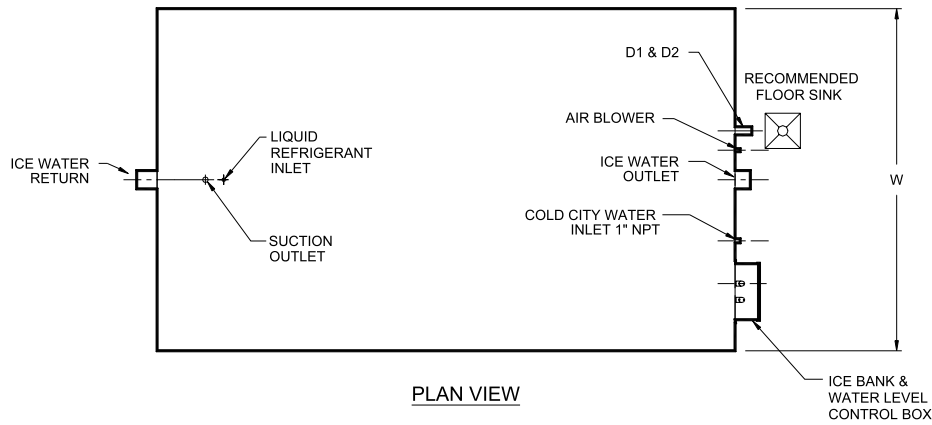 D1 & D2
RECOMMENDED
FLOOR SINK
AIR BLOWER
LIQUID
REFRIGERANT
INLET
ICE WATER
RETURN
ICE WATER
OUTLET
W
COLD CITY WATER
INLET 1" NPT
SUCTION
OUTLET
PLAN VIEW
ICE BANK &
WATER LEVEL
CONTROL BOX